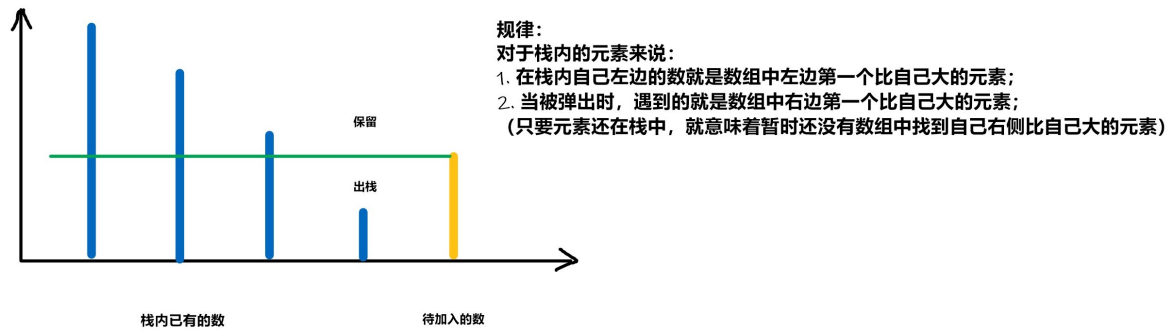 规律：
对于栈内的元素来说：
1. 在栈内自己左边的数就是数组中左边第一个比自己大的元素；
2. 当被弹出时，遇到的就是数组中右边第一个比自己大的元素；
（只要元素还在栈中，就意味着暂时还没有数组中找到自己右侧比自己大的元素）
保留
出栈
栈内已有的数
待加入的数